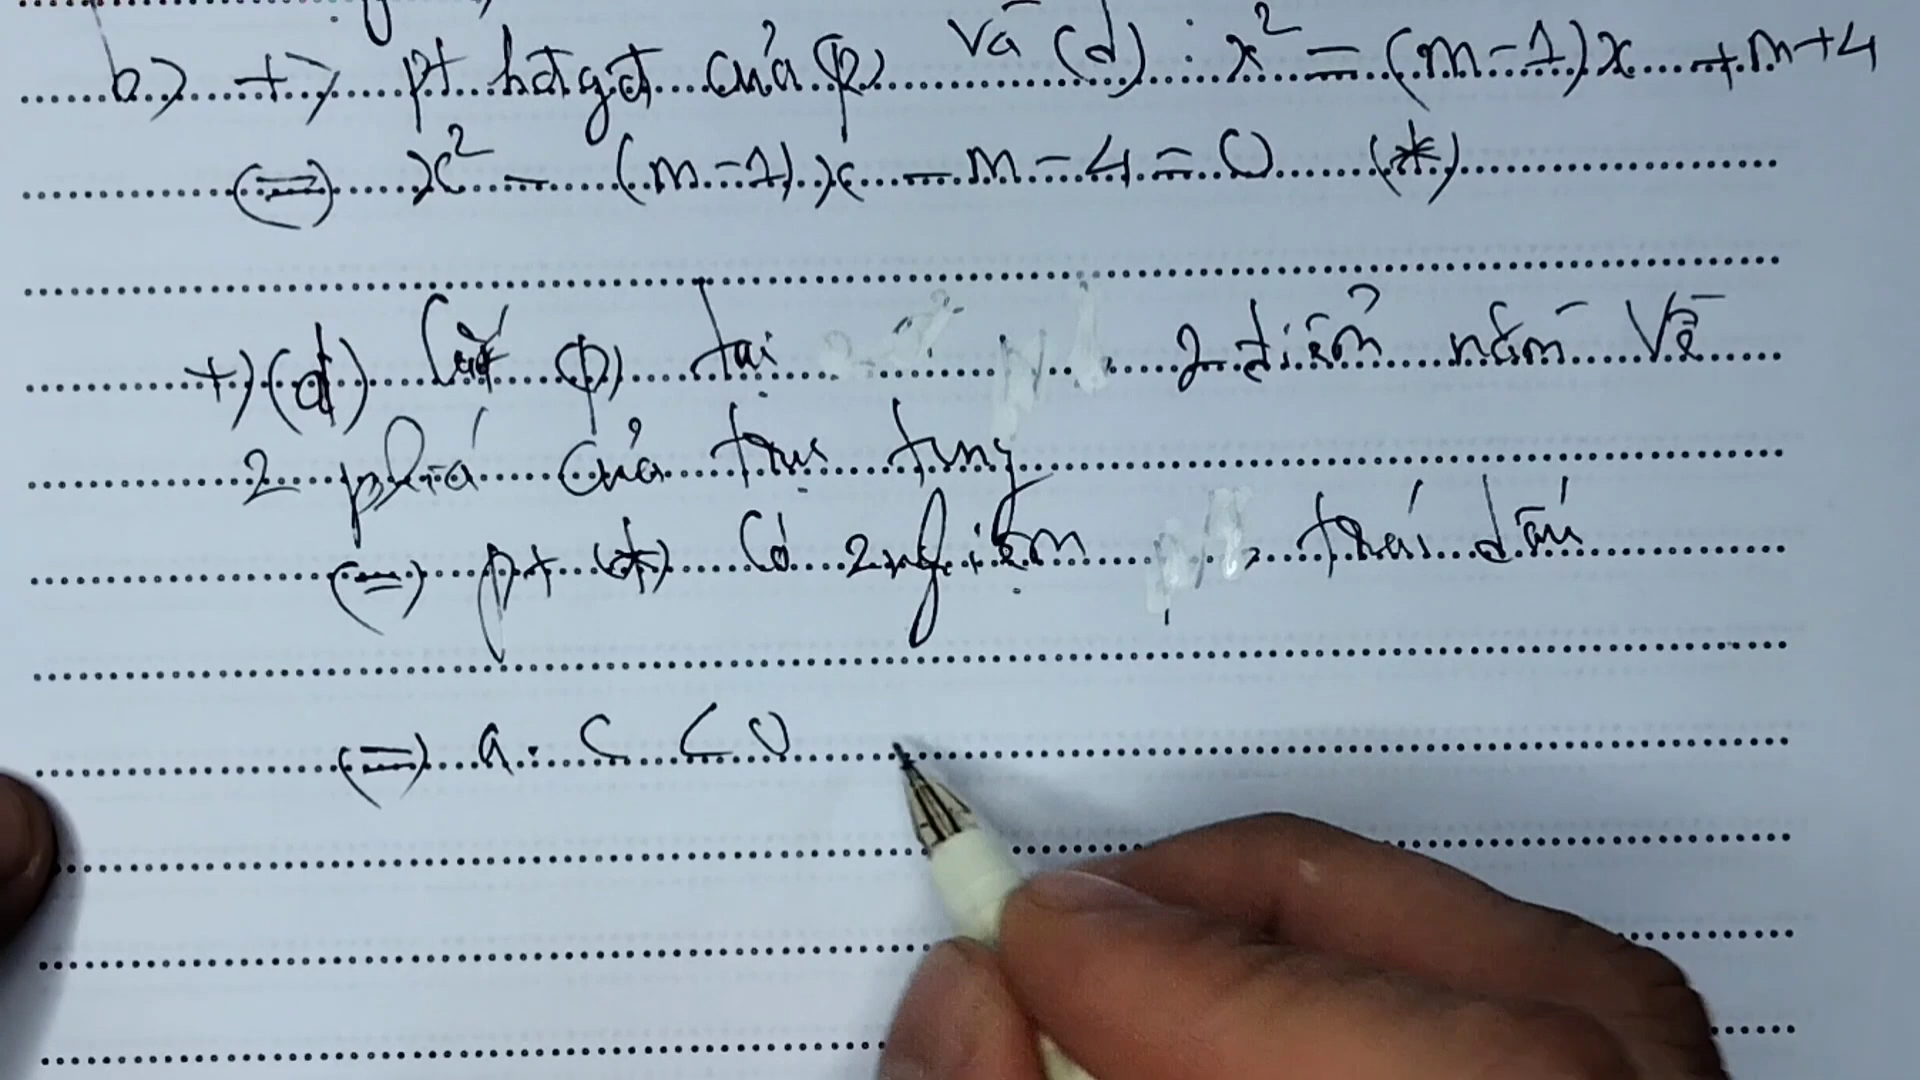 b) +) pt hđgđ của (P) và (d) : x² = (m-1)x + m+4
(=) x² - (m-1)x - m - 4 = 0 (*)
+) (d) cắt (P) tại 2 điểm nằm về
2 phía của trục tung
(=) pt (*) có 2 nghiệm , trái dấu
(=) a. c < 0